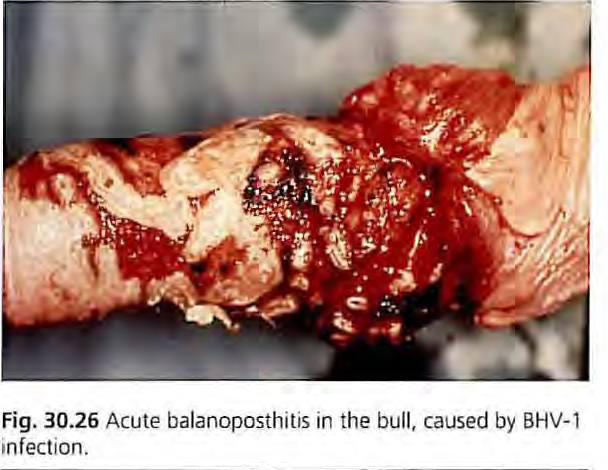 Fig. 30.26 Acute balanoposthitis in the bull, caused by BHV-1
infection.